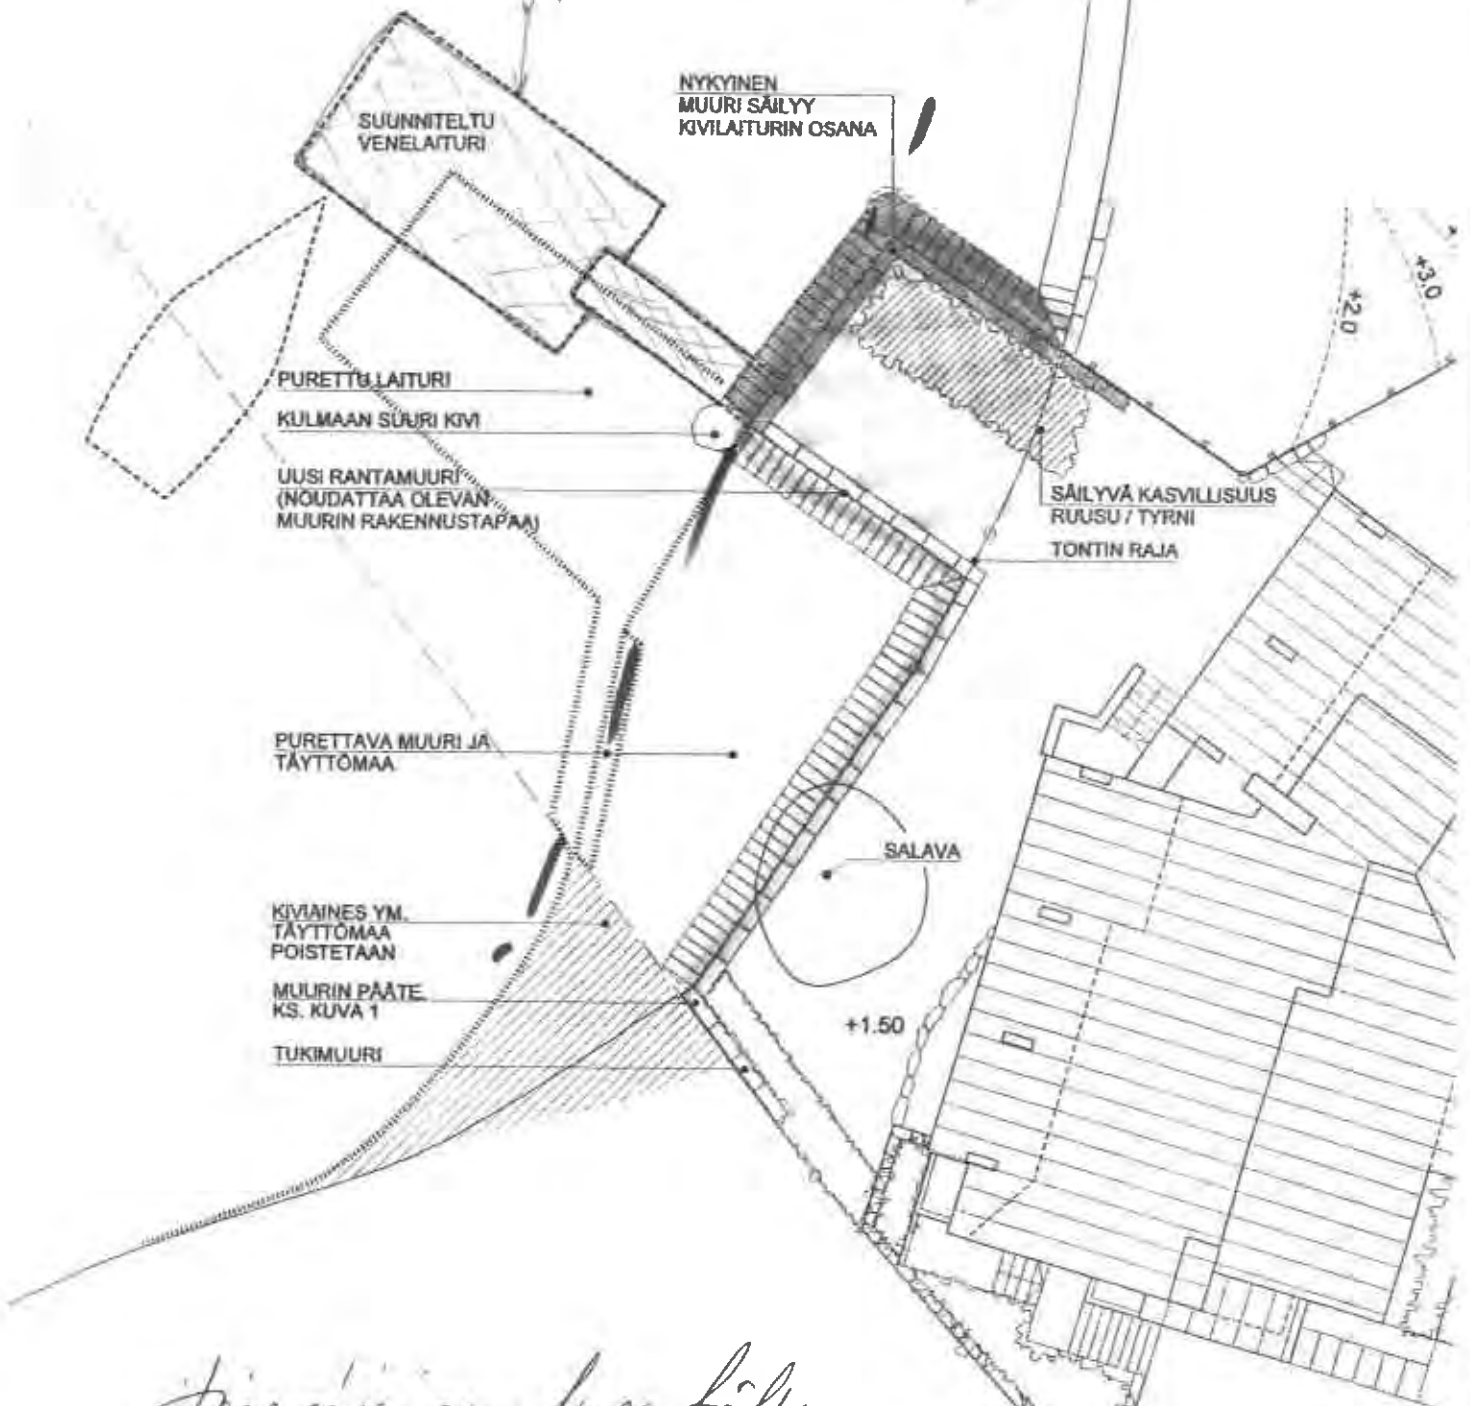 NYKYINEN
MUURI SÄILYY
KIVILAITURIN OSANA
SUUNNITELTU
VENELAITURI
+3.0
+2.0
PURETTU LAITURI
KULMAAN SUURI KIVI
UUSI RANTAMUURI
(NOUDATTAA OLEVAN
MUURIN RAKENNUSTAPAA)
SÄILYVÄ KASVILLISUUS
RUUSU / TYRNI
TONTIN RAJA
PURETTAVA MUURI JA
TÄYTTÖMAA
SALAVA
KIVIAINES YM.
TÄYTTÖMAA
POISTETAAN
MUURIN PÄÄTE
KS. KUVA 1
+1.50
TUKIMUURI